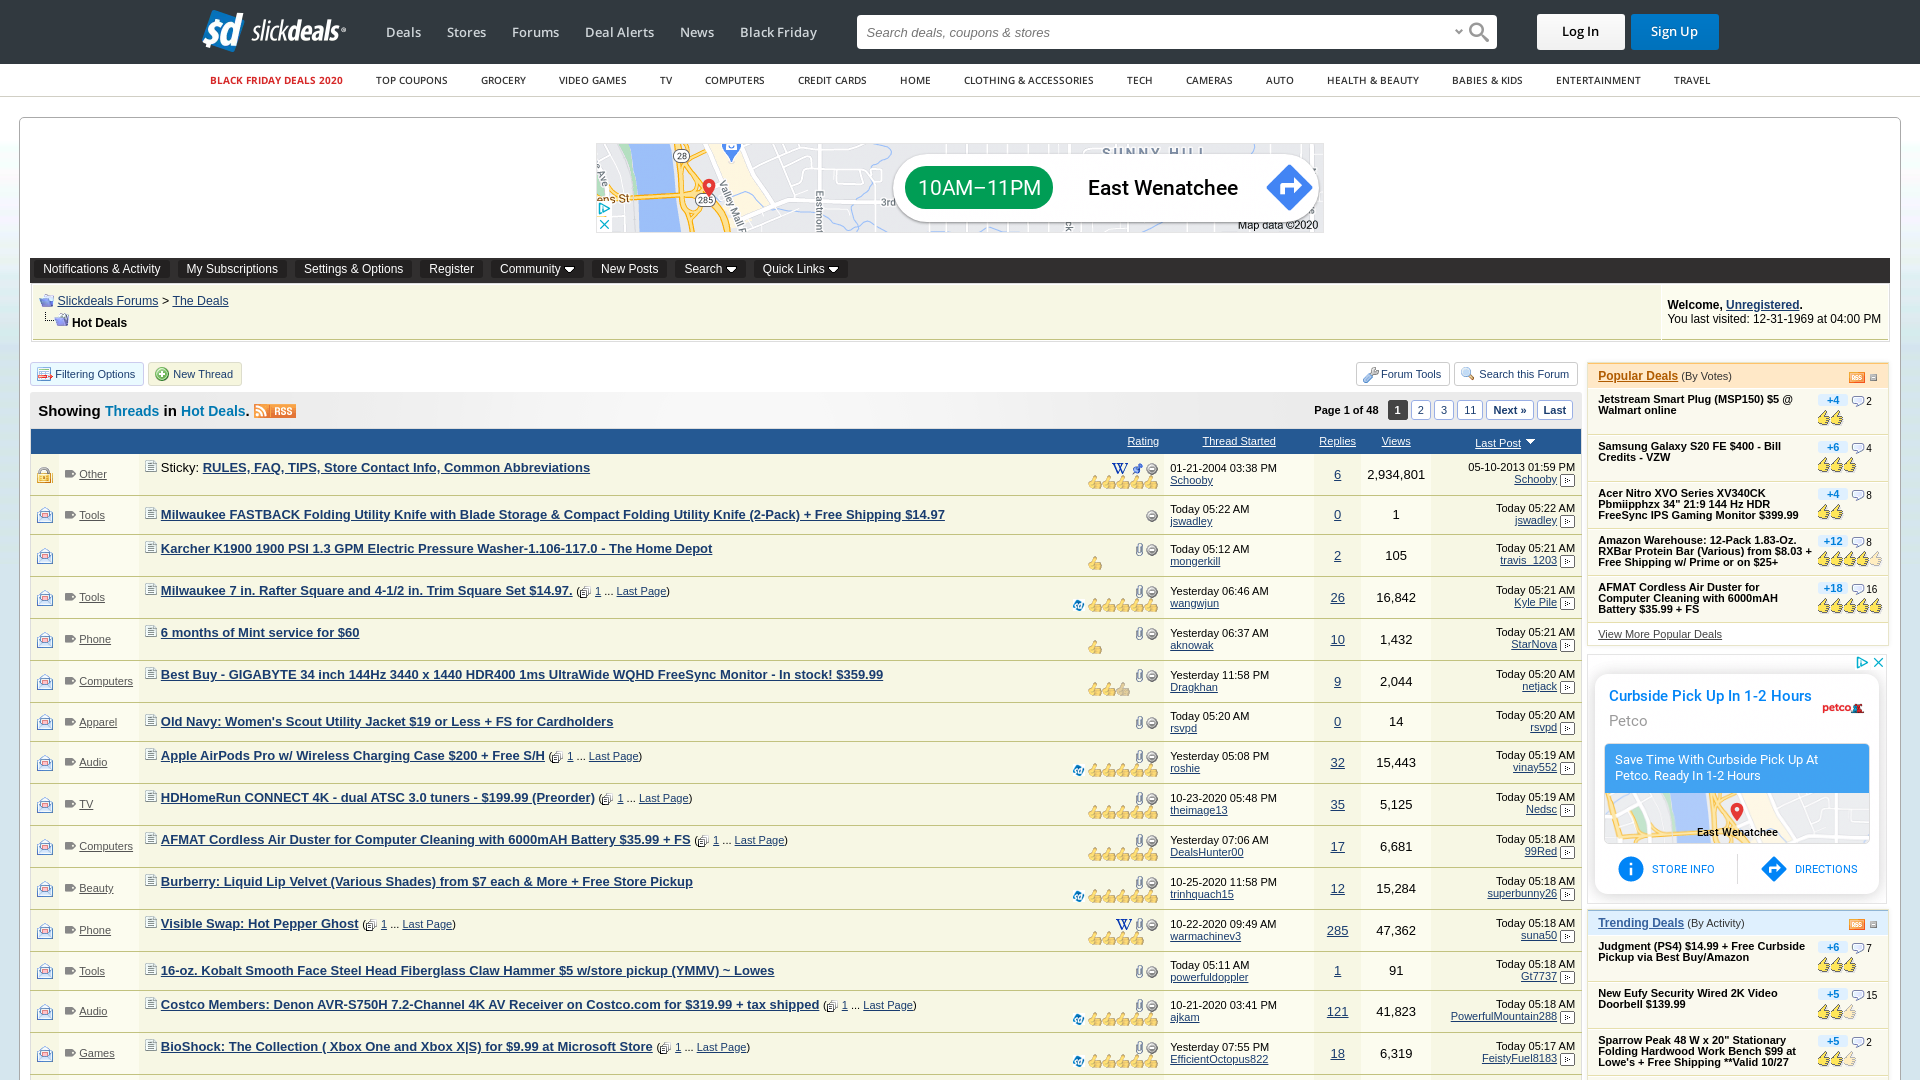 sd slickdeals
Deals Stores Forums Deal Alerts News Black Friday
Search deals, coupons & stores
Log In Sign Up
BLACK FRIDAY DEALS 2020 TOP COUPONS GROCERY VIDEO GAMES TV COMPUTERS CREDIT CARDS HOME CLOTHING & ACCESSORIES TECH CAMERAS AUTO HEALTH & BEAUTY BABIES & KIDS ENTERTAINMENT TRAVEL
SUNNY HILL
28
285
Valley Mall
Eastmont
3rd
10AM–11PM East Wenatchee
Map data ©2020
Notifications & Activity My Subscriptions Settings & Options Register Community New Posts Search Quick Links
Slickdeals Forums > The Deals
Hot Deals
Welcome, Unregistered.
You last visited: 12-31-1969 at 04:00 PM
Filtering Options New Thread Forum Tools Search this Forum
Showing Threads in Hot Deals. RSS
Page 1 of 48 1 2 3 11 Next » Last
Rating Thread Started Replies Views Last Post
Other Sticky: RULES, FAQ, TIPS, Store Contact Info, Common Abbreviations 01-21-2004 03:38 PM Schooby 6 2,934,801 05-10-2013 01:59 PM Schooby
Tools Milwaukee FASTBACK Folding Utility Knife with Blade Storage & Compact Folding Utility Knife (2-Pack) + Free Shipping $14.97 Today 05:22 AM jswadley 0 1 Today 05:22 AM jswadley
Karcher K1900 1900 PSI 1.3 GPM Electric Pressure Washer-1.106-117.0 - The Home Depot Today 05:12 AM mongerkill 2 105 Today 05:21 AM travis_1203
Tools Milwaukee 7 in. Rafter Square and 4-1/2 in. Trim Square Set $14.97. ( 1 ... Last Page) Yesterday 06:46 AM wangwjun 26 16,842 Today 05:21 AM Kyle Pile
Phone 6 months of Mint service for $60 Yesterday 06:37 AM aknowak 10 1,432 Today 05:21 AM StarNova
Computers Best Buy - GIGABYTE 34 inch 144Hz 3440 x 1440 HDR400 1ms UltraWide WQHD FreeSync Monitor - In stock! $359.99 Yesterday 11:58 PM Dragkhan 9 2,044 Today 05:20 AM netjack
Apparel Old Navy: Women's Scout Utility Jacket $19 or Less + FS for Cardholders Today 05:20 AM rsvpd 0 14 Today 05:20 AM rsvpd
Audio Apple AirPods Pro w/ Wireless Charging Case $200 + Free S/H ( 1 ... Last Page) Yesterday 05:08 PM roshie 32 15,443 Today 05:19 AM vinay552
TV HDHomeRun CONNECT 4K - dual ATSC 3.0 tuners - $199.99 (Preorder) ( 1 ... Last Page) 10-23-2020 05:48 PM theimage13 35 5,125 Today 05:19 AM Nedsc
Computers AFMAT Cordless Air Duster for Computer Cleaning with 6000mAH Battery $35.99 + FS ( 1 ... Last Page) Yesterday 07:06 AM DealsHunter00 17 6,681 Today 05:18 AM 99Red
Beauty Burberry: Liquid Lip Velvet (Various Shades) from $7 each & More + Free Store Pickup 10-25-2020 11:58 PM trinhquach15 12 15,284 Today 05:18 AM superbunny26
Phone Visible Swap: Hot Pepper Ghost ( 1 ... Last Page) 10-22-2020 09:49 AM warmachinev3 285 47,362 Today 05:18 AM suna50
Tools 16-oz. Kobalt Smooth Face Steel Head Fiberglass Claw Hammer $5 w/store pickup (YMMV) ~ Lowes Today 05:11 AM powerfuldoppler 1 91 Today 05:18 AM Gt7737
Audio Costco Members: Denon AVR-S750H 7.2-Channel 4K AV Receiver on Costco.com for $319.99 + tax shipped ( 1 ... Last Page) 10-21-2020 03:41 PM ajkam 121 41,823 Today 05:18 AM PowerfulMountain288
Games BioShock: The Collection ( Xbox One and Xbox X|S) for $9.99 at Microsoft Store ( 1 ... Last Page) Yesterday 07:55 PM EfficientOctopus822 18 6,319 Today 05:17 AM FeistyFuel8183
Popular Deals (By Votes)
Jetstream Smart Plug (MSP150) $5 @ +4 2
Walmart online
Samsung Galaxy S20 FE $400 - Bill +6 4
Credits - VZW
Acer Nitro XVO Series XV340CK +4 8
Pbmiipphzx 34" 21:9 144 Hz HDR
FreeSync IPS Gaming Monitor $399.99
Amazon Warehouse: 12-Pack 1.83-Oz. +12 8
RXBar Protein Bar (Various) from $8.03 +
Free Shipping w/ Prime or on $25+
AFMAT Cordless Air Duster for +18 16
Computer Cleaning with 6000mAH
Battery $35.99 + FS
View More Popular Deals
Curbside Pick Up In 1-2 Hours
Petco petco
Save Time With Curbside Pick Up At
Petco. Ready In 1-2 Hours
East Wenatchee
STORE INFO DIRECTIONS
Trending Deals (By Activity)
Judgment (PS4) $14.99 + Free Curbside +6 7
Pickup via Best Buy/Amazon
New Eufy Security Wired 2K Video +5 15
Doorbell $139.99
Sparrow Peak 48 W x 20" Stationary +5 2
Folding Hardwood Work Bench $99 at
Lowe's + Free Shipping **Valid 10/27